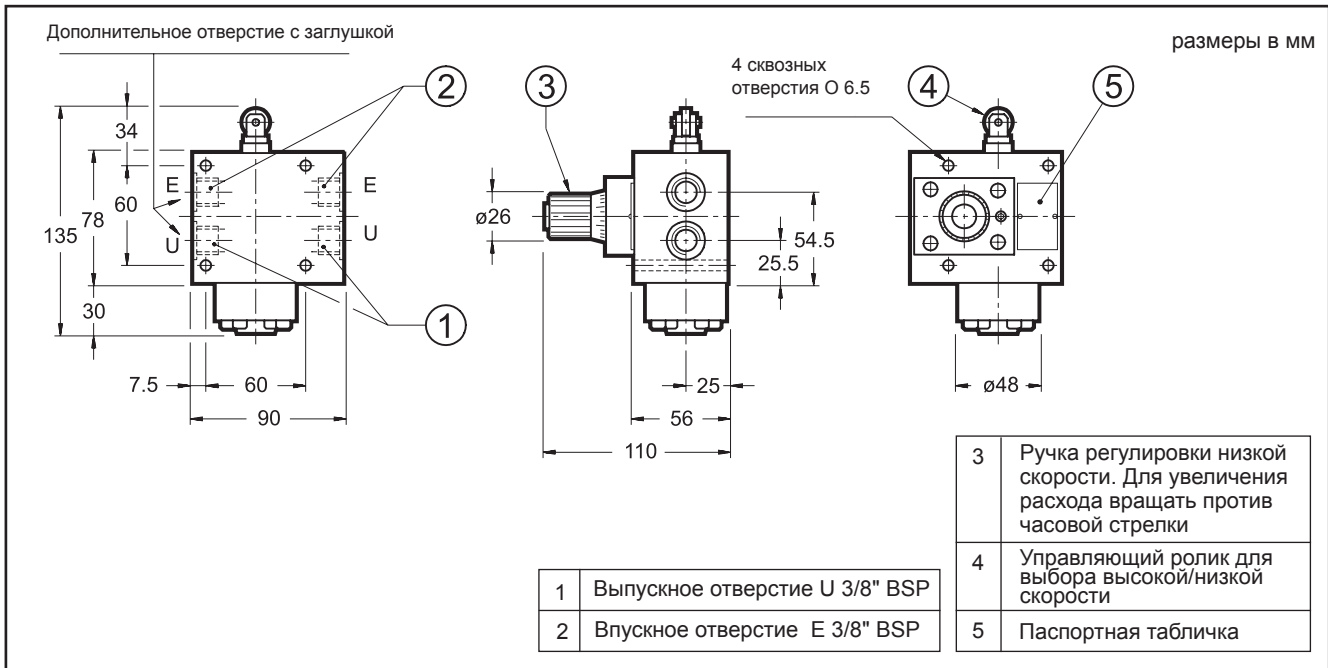 Дополнительное отверстие с заглушкой
размеры в мм
4 сквозных
отверстия О 6.5
2
3
4
5
34
E
E
60
78
135
U
U
30
1
7.5
60
90
ø26
54.5
25.5
25
56
110
ø48
3 Ручка регулировки низкой
скорости. Для увеличения
расхода вращать против
часовой стрелки
4 Управляющий ролик для
выбора высокой/низкой
скорости
5 Паспортная табличка
1 Выпускное отверстие U 3/8" BSP
2 Впускное отверстие E 3/8" BSP